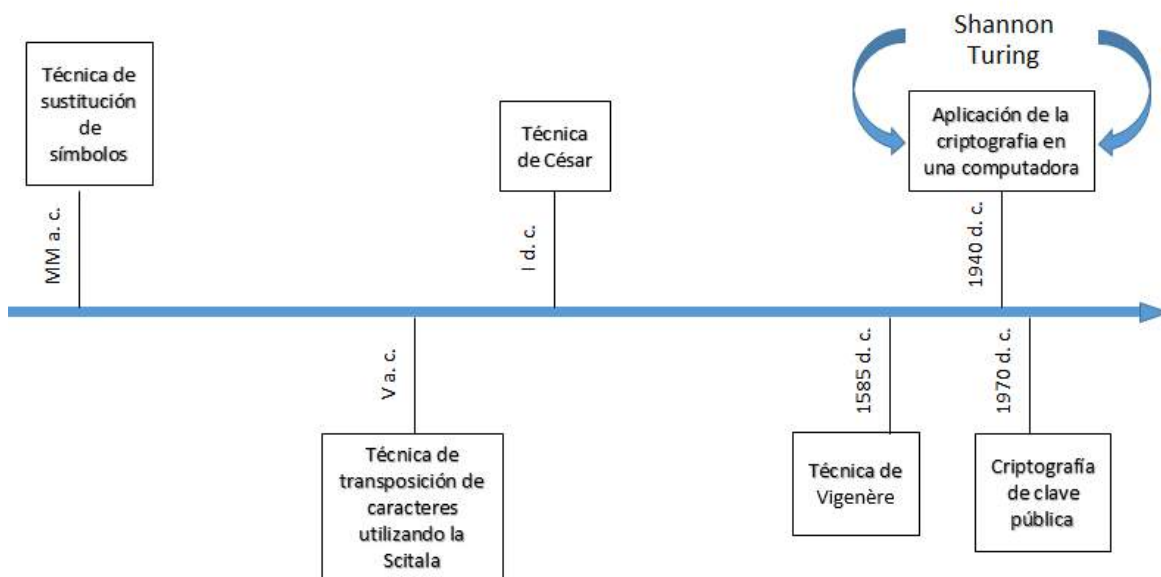 Shannon
Turing
Técnica de
sustitución
de
símbolos
Técnica
de César
Aplicación de la
criptografia en
una computadora
MM a. c.
I d. c.
1940 d. c.
V a. c.
1585 d. c.
1970 d. c.
Técnica de
transposición de
caracteres
utilizando la
Scitala
Técnica de
Vigenère
Criptografía
de clave
pública